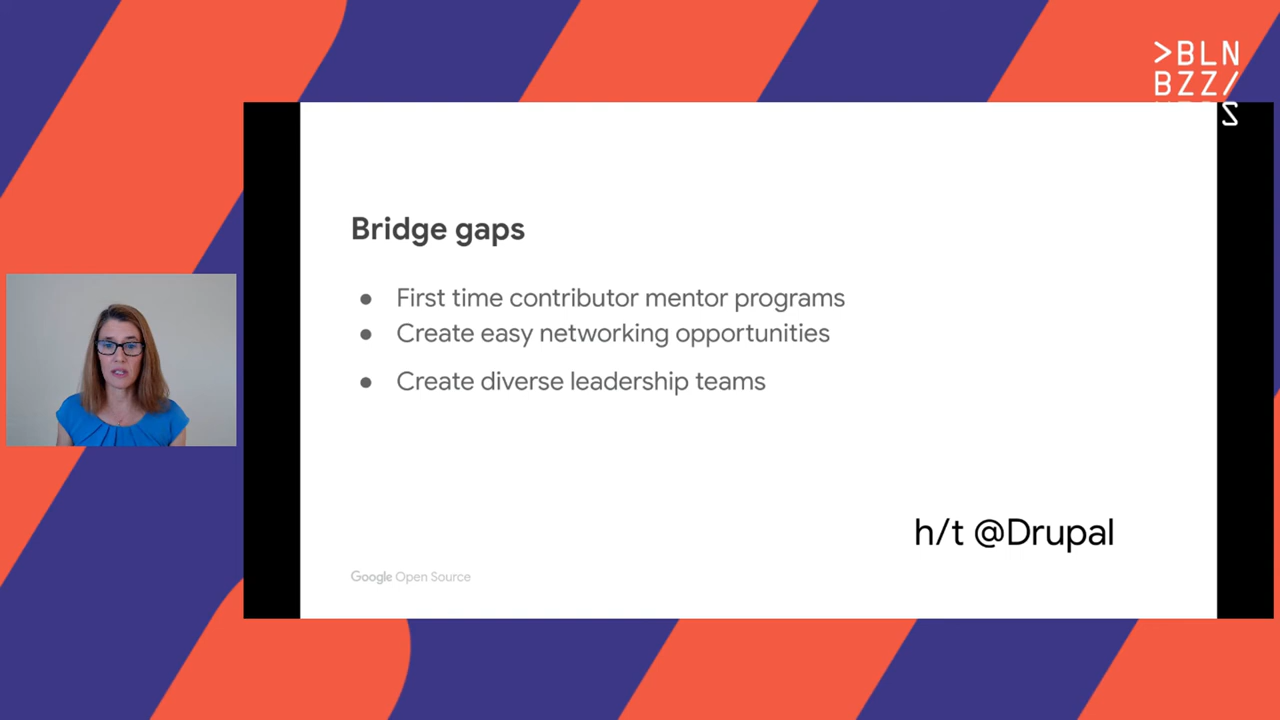 >BLN
BZZ/
Bridge gaps
● First time contributor mentor programs
● Create easy networking opportunities
● Create diverse leadership teams
h/t @Drupal
Google Open Source